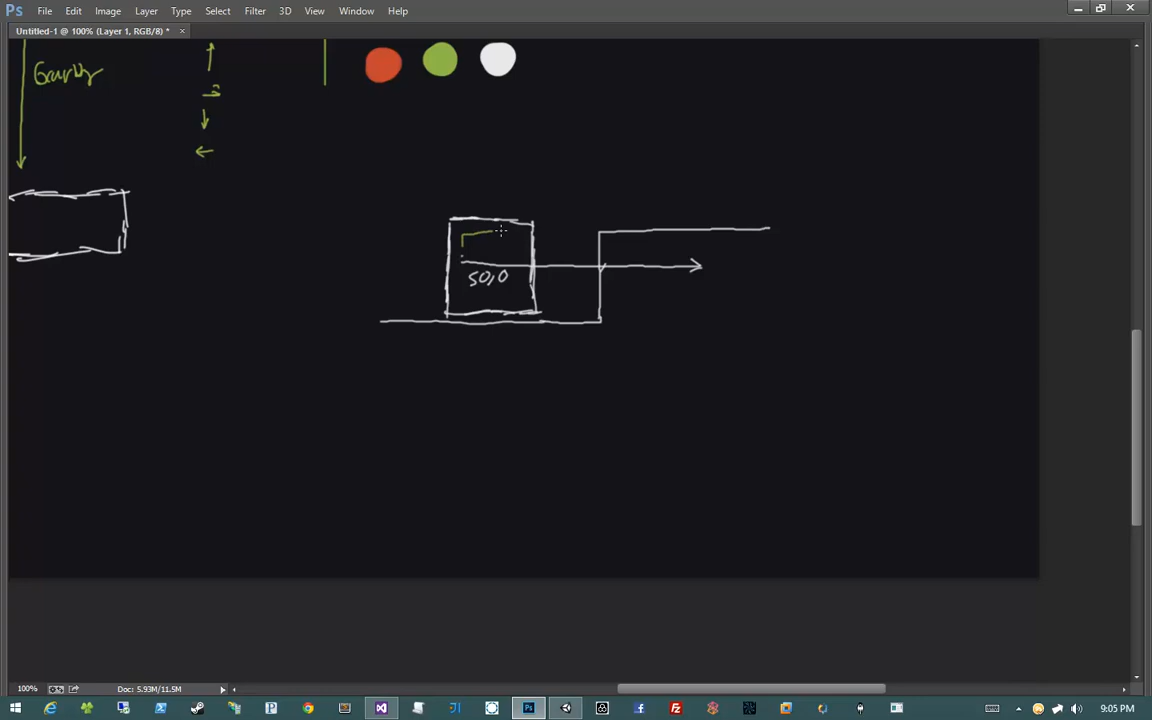 Ps File Edit Image Layer Type Select Filter 3D View Window Help
Untitled-1 @ 100% (Layer 1, RGB/8) *
50,0
100% Doc: 5.93M/11.5M
9:05 PM